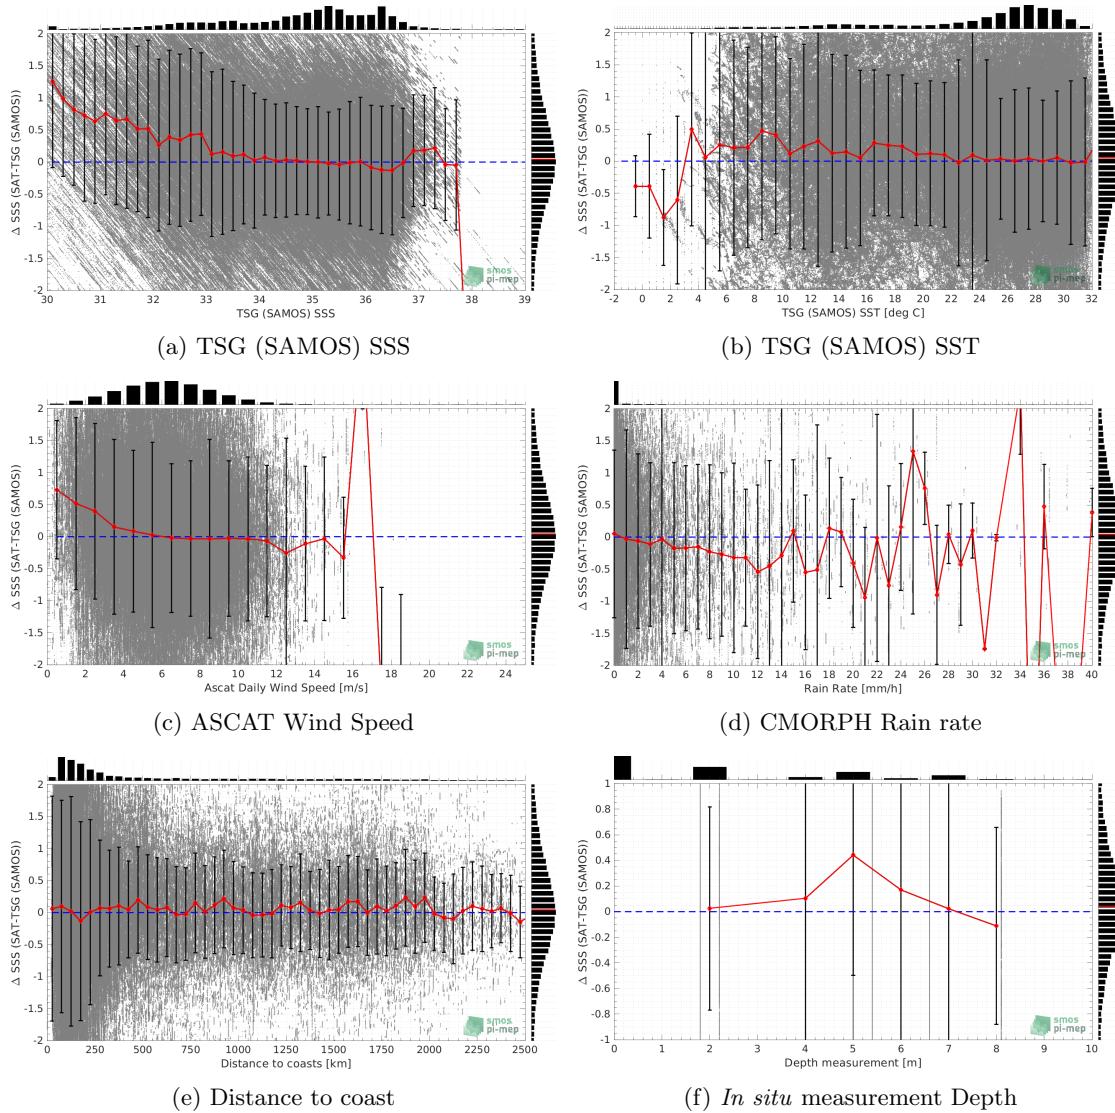 2
1.5
1
0.5
0
-0.5
-1
-1.5
-2
Δ SSS (SAT-TSG (SAMOS))
30 31 32 33 34 35 36 37 38 39
TSG (SAMOS) SSS
smos
pi-mep
(a) TSG (SAMOS) SSS
2
1.5
1
0.5
0
-0.5
-1
-1.5
-2
Δ SSS (SAT-TSG (SAMOS))
-2 0 2 4 6 8 10 12 14 16 18 20 22 24 26 28 30 32
TSG (SAMOS) SST [deg C]
smos
pi-mep
(b) TSG (SAMOS) SST
2
1.5
1
0.5
0
-0.5
-1
-1.5
-2
Δ SSS (SAT-TSG (SAMOS))
0 2 4 6 8 10 12 14 16 18 20 22 24
Ascat Daily Wind Speed [m/s]
smos
pi-mep
(c) ASCAT Wind Speed
2
1.5
1
0.5
0
-0.5
-1
-1.5
-2
Δ SSS (SAT-TSG (SAMOS))
0 2 4 6 8 10 12 14 16 18 20 22 24 26 28 30 32 34 36 38 40
Rain Rate [mm/h]
smos
pi-mep
(d) CMORPH Rain rate
2
1.5
1
0.5
0
-0.5
-1
-1.5
-2
Δ SSS (SAT-TSG (SAMOS))
0 250 500 750 1000 1250 1500 1750 2000 2250 2500
Distance to coasts [km]
smos
pi-mep
(e) Distance to coast
1
0.8
0.6
0.4
0.2
0
-0.2
-0.4
-0.6
-0.8
-1
Δ SSS (SAT-TSG (SAMOS))
0 1 2 3 4 5 6 7 8 9 10
Depth measurement [m]
smos
pi-mep
(f) In situ measurement Depth